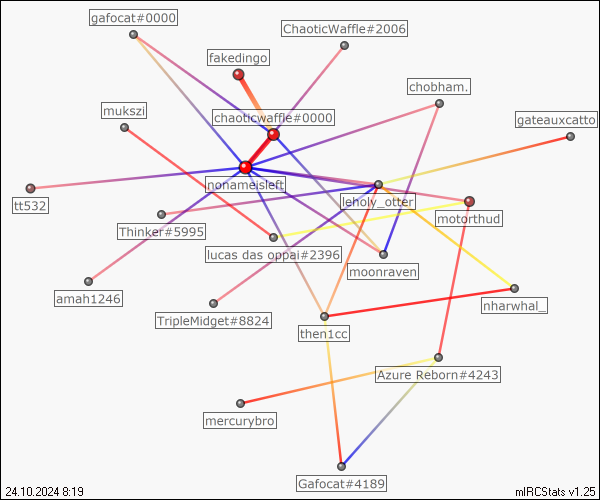 gafocat#0000
ChaoticWaffle#2006
fakedingo
chobham.
mukszi
chaoticwaffle#0000
gateauxcatto
nonameisleft
leholy_otter
tt532
motorthud
Thinker#5995
lucas das oppai#2396
moonraven
amah1246
TripleMidget#8824
nharwhal_
then1cc
Azure Reborn#4243
mercurybro
Gafocat#4189
24.10.2024 8:19
mIRCStats v1.25